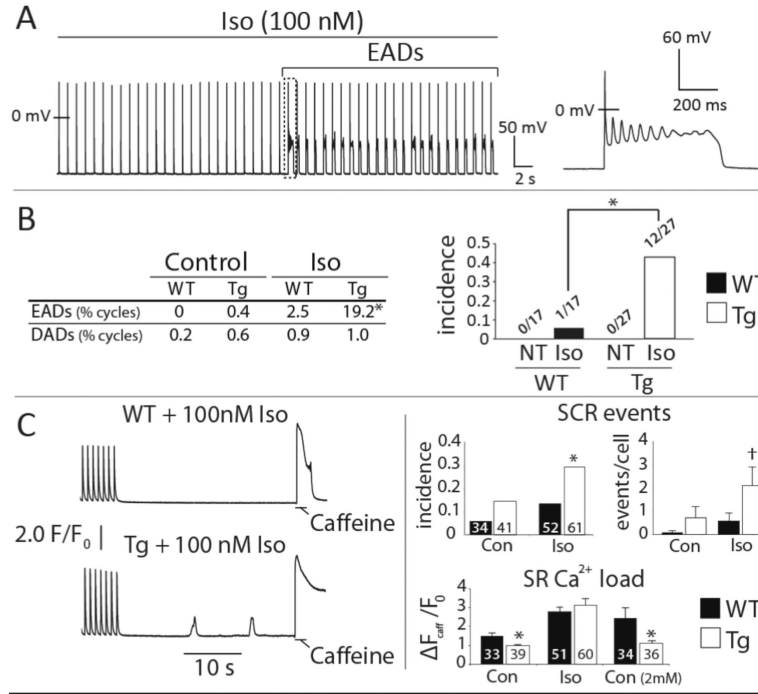 A
Iso (100 nM)
EADs
0 mV
50 mV
2 s
60 mV
0 mV
200 ms
B
Control Iso
WT Tg WT Tg
EADs (% cycles) 0 0.4 2.5 19.2*
DADs (% cycles) 0.2 0.6 0.9 1.0
incidence
0.5
0.4
0.3
0.2
0.1
0
0/17 1/17 0/27 12/27
*
NT Iso NT Iso
WT Tg
WT
Tg
C
WT + 100nM Iso
Caffeine
2.0 F/F0
Tg + 100 nM Iso
Caffeine
10 s
SCR events
incidence
0.4
0.3
0.2
0.1
0
34 41 52 61
*
Con Iso
events/cell
4
3
2
1
0
†
Con Iso
SR Ca2+ load
ΔFcaff/F0
4
3
2
1
0
33 39 51 60 34 36
* *
Con Iso Con (2mM)
WT
Tg